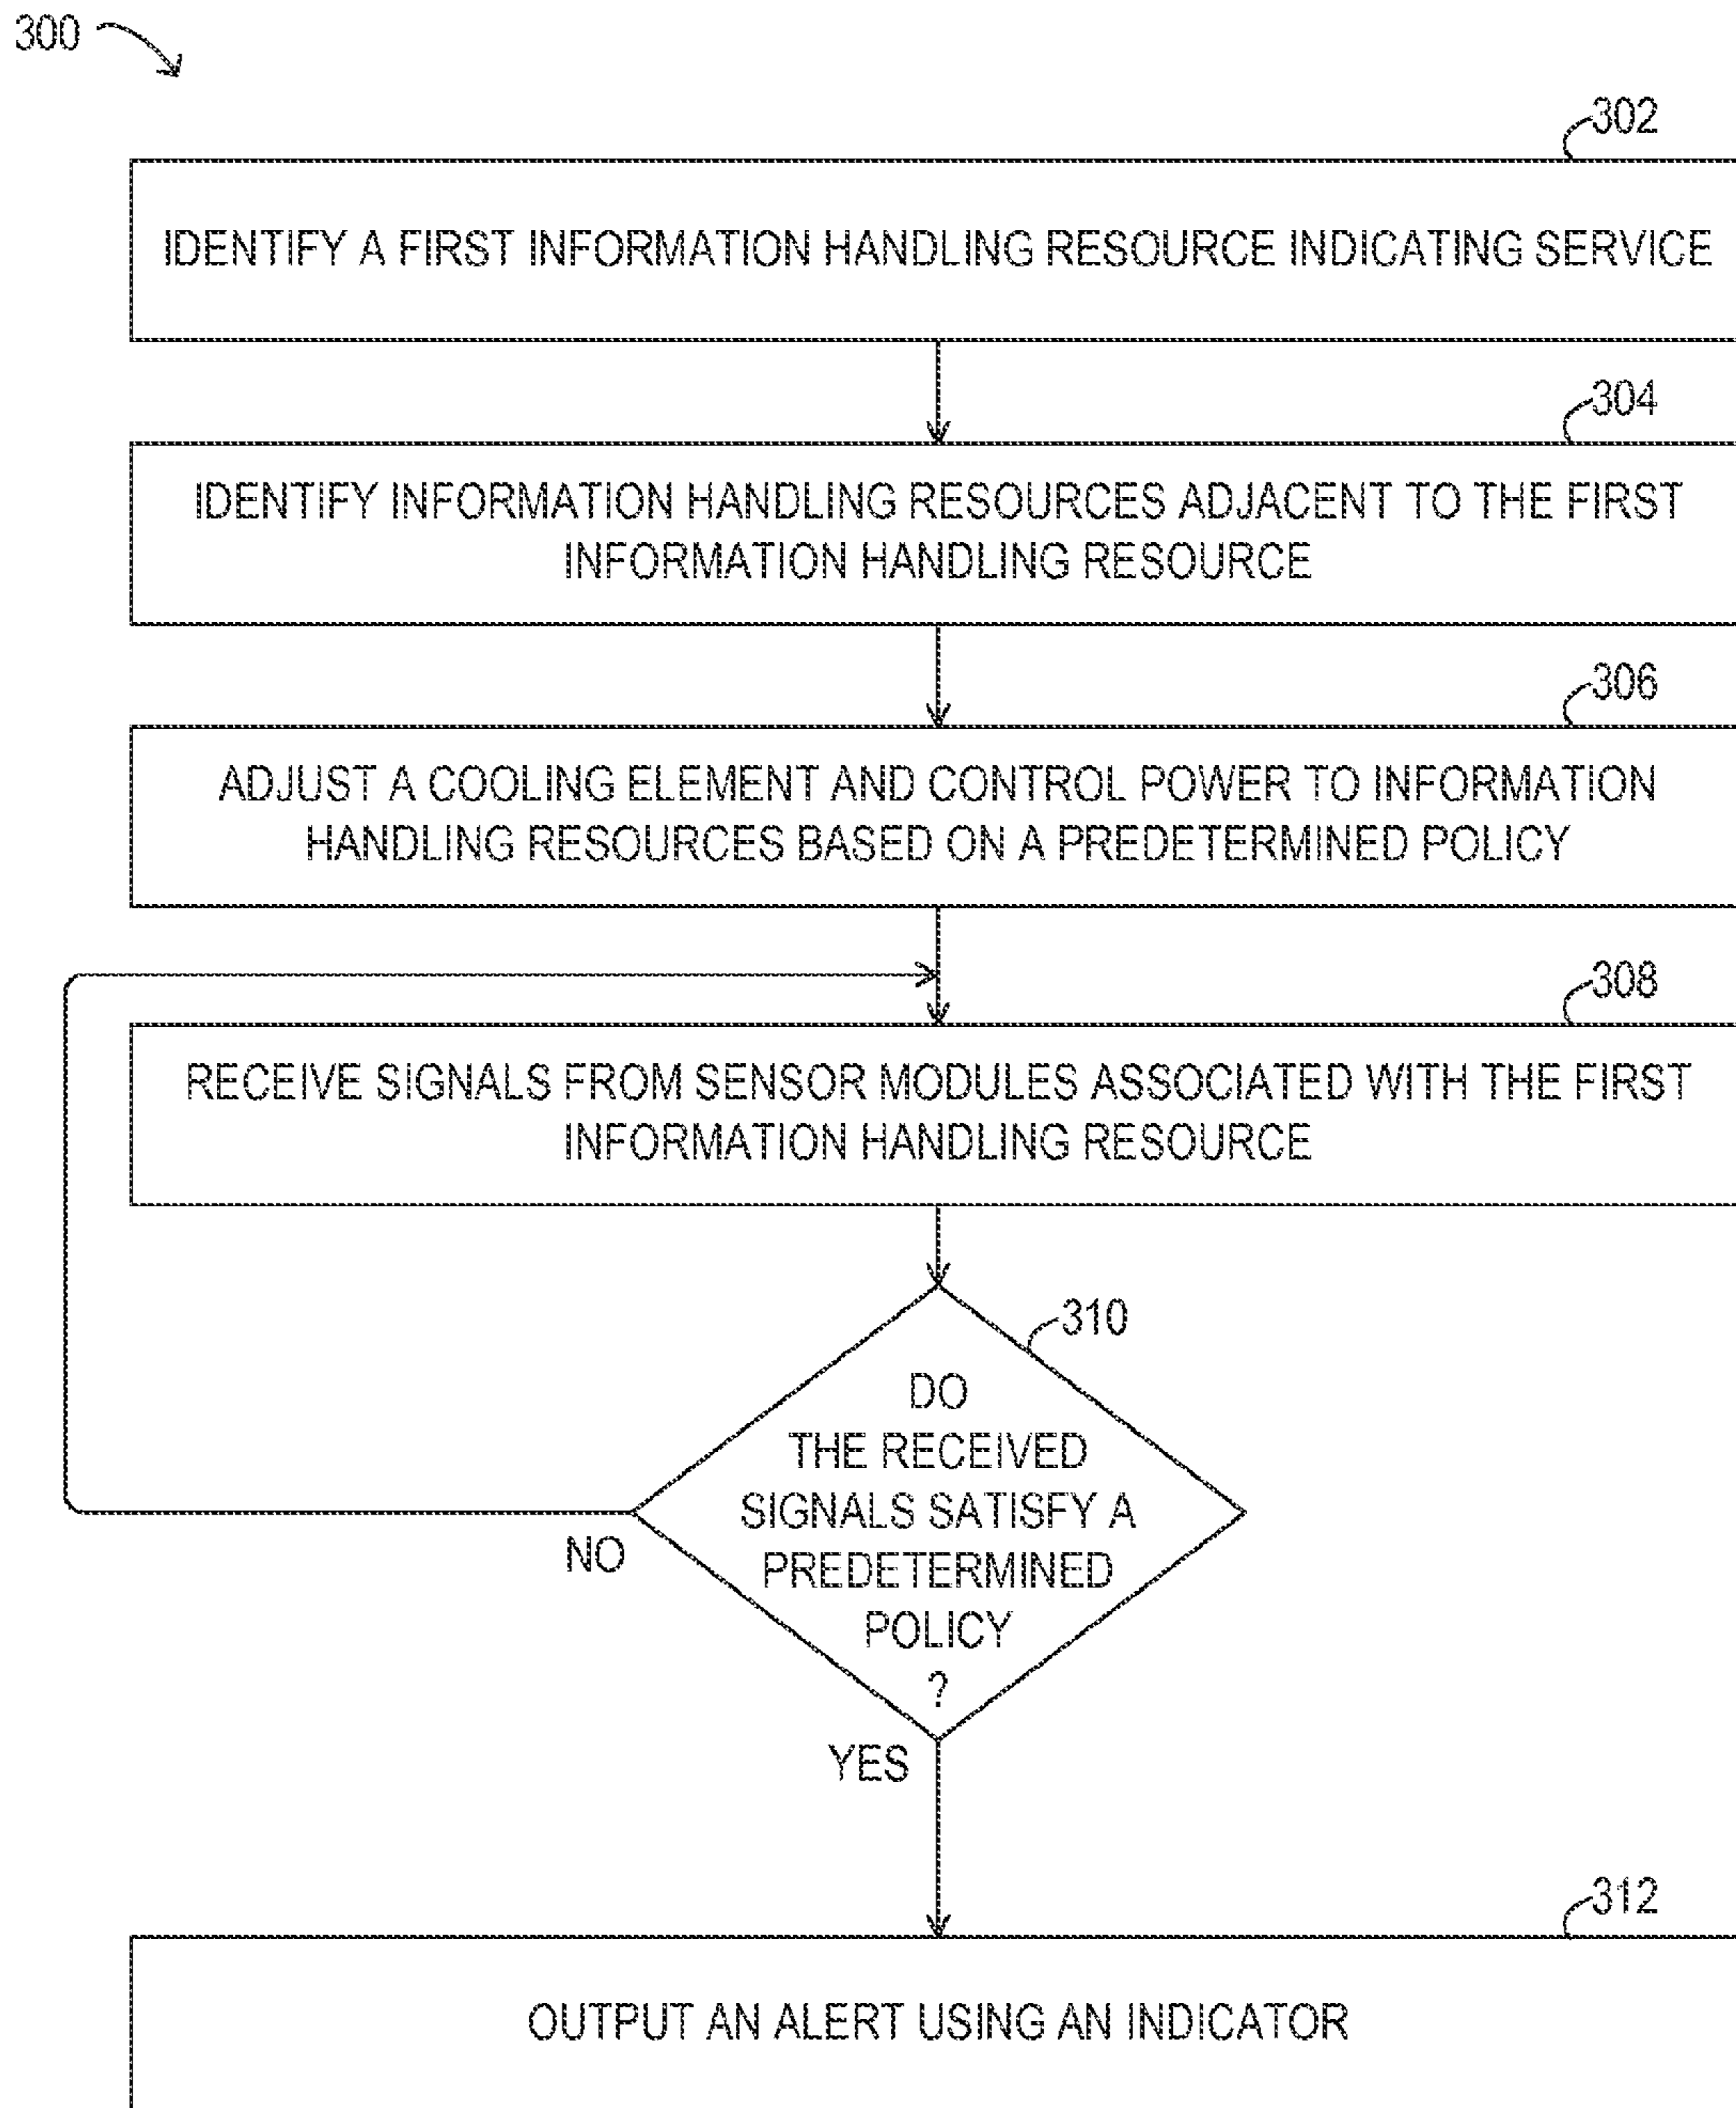 300
302
IDENTIFY A FIRST INFORMATION HANDLING RESOURCE INDICATING SERVICE
304
IDENTIFY INFORMATION HANDLING RESOURCES ADJACENT TO THE FIRST
INFORMATION HANDLING RESOURCE
306
ADJUST A COOLING ELEMENT AND CONTROL POWER TO INFORMATION
HANDLING RESOURCES BASED ON A PREDETERMINED POLICY
308
RECEIVE SIGNALS FROM SENSOR MODULES ASSOCIATED WITH THE FIRST
INFORMATION HANDLING RESOURCE
310
DO
THE RECEIVED
SIGNALS SATISFY A
PREDETERMINED
POLICY
?
NO
YES
312
OUTPUT AN ALERT USING AN INDICATOR